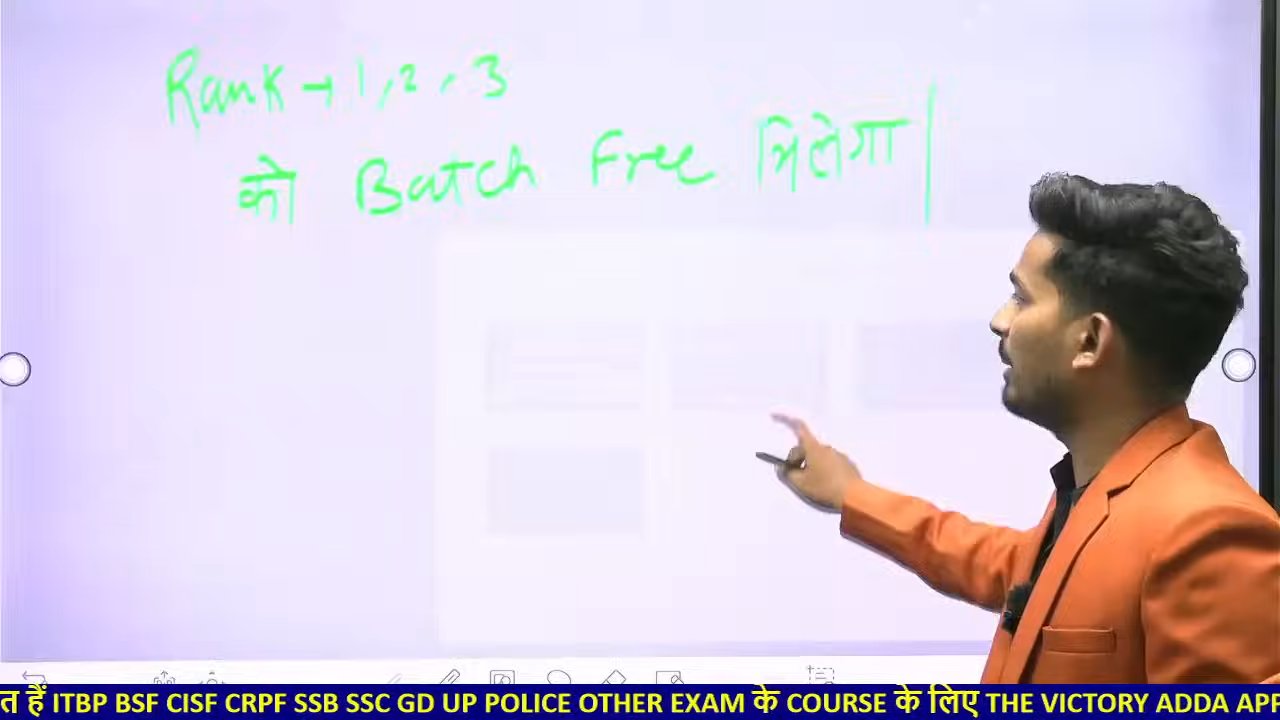 Rank → 1, 2, 3
को Batch Free मिलेगा|
त हैं ITBP BSF CISF CRPF SSB SSC GD UP POLICE OTHER EXAM के COURSE के लिए THE VICTORY ADDA APP